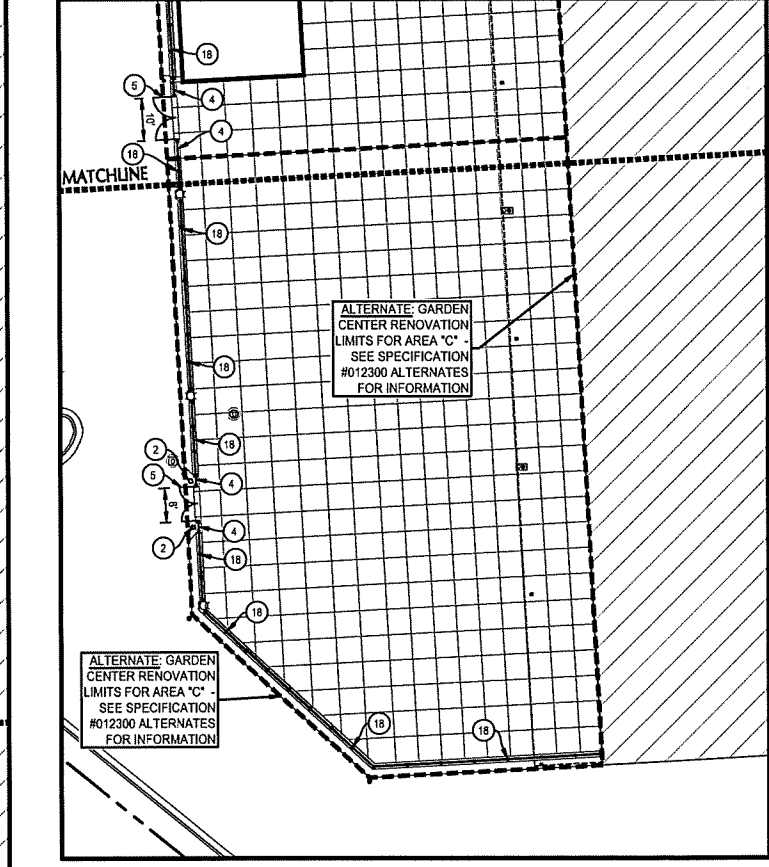 18
5
4
10'
4
18
MATCHLINE
18
ALTERNATE: GARDEN
CENTER RENOVATION
LIMITS FOR AREA "C" -
SEE SPECIFICATION
#012300 ALTERNATES
FOR INFORMATION
18
18
2
5
4
6'
4
2
18
18
ALTERNATE: GARDEN
CENTER RENOVATION
LIMITS FOR AREA "C" -
SEE SPECIFICATION
#012300 ALTERNATES
FOR INFORMATION
18
18